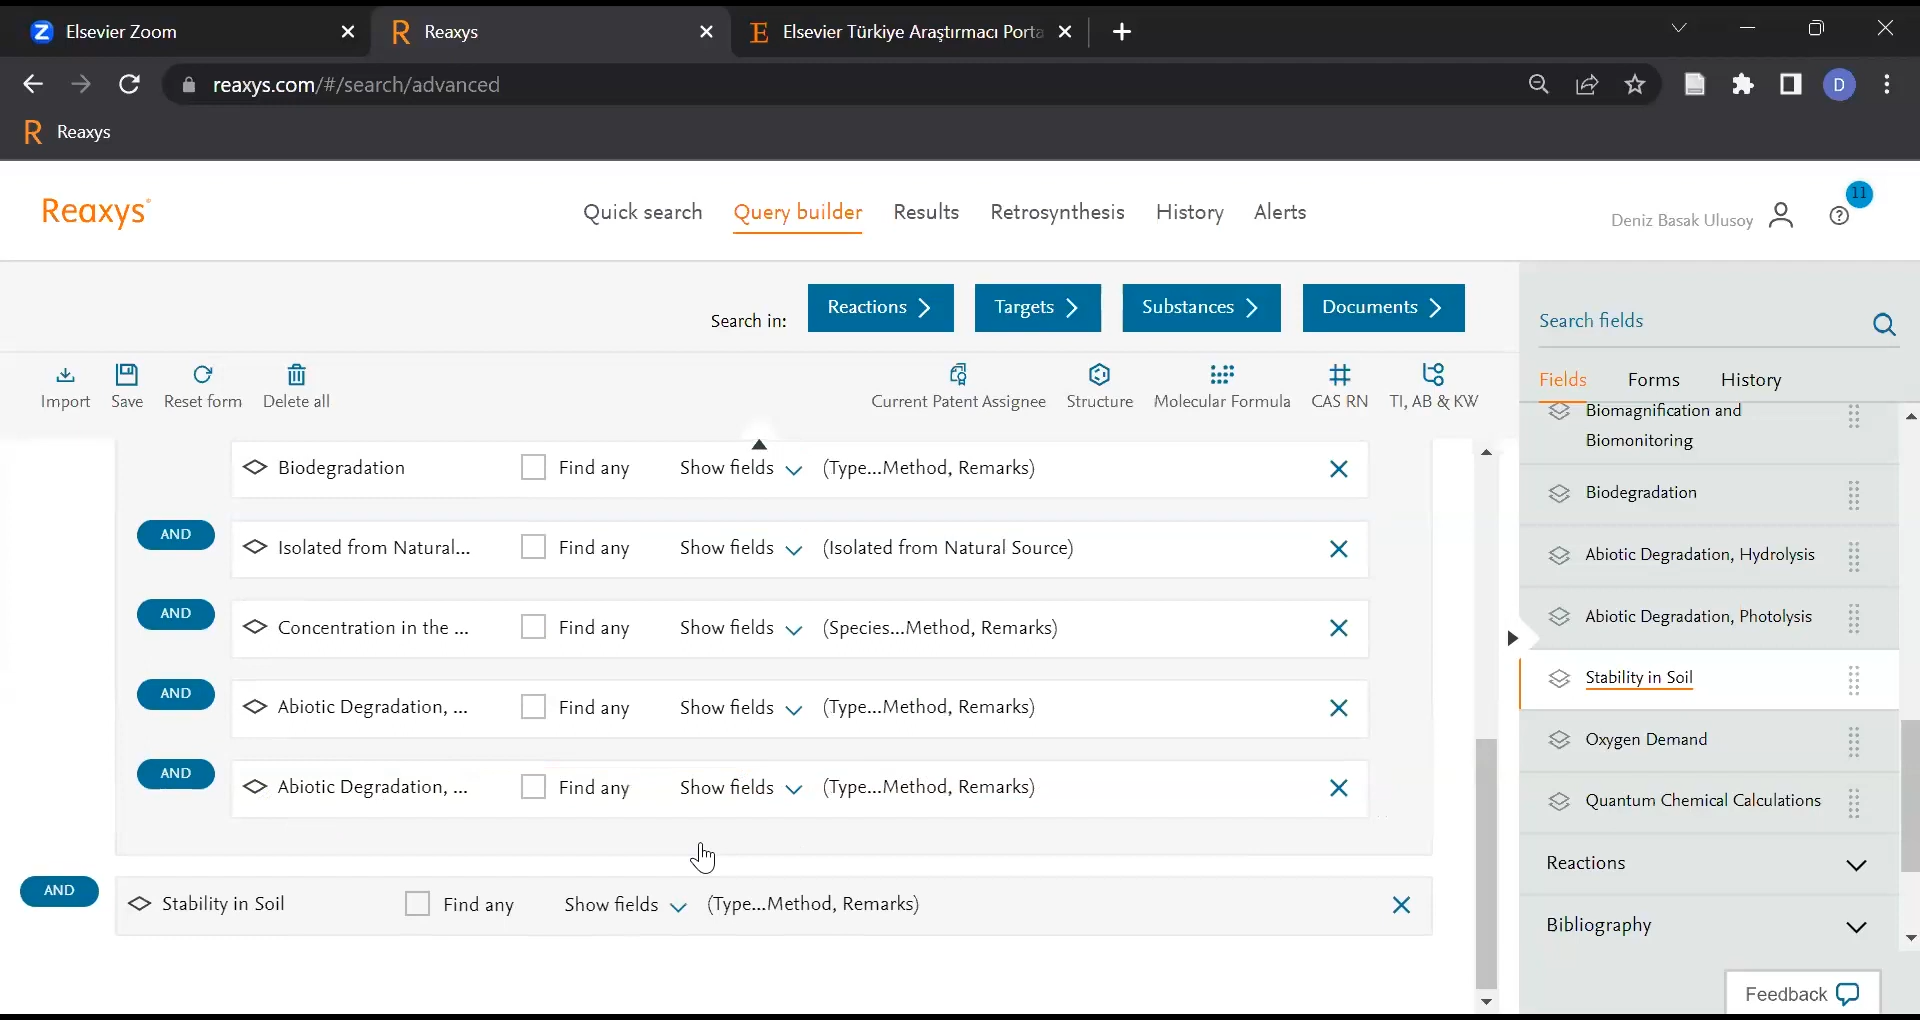 Elsevier Zoom
Reaxys
Elsevier Türkiye Araştırmacı Porta
reaxys.com/#/search/advanced
D
Reaxys
Reaxys
Quick search
Query builder
Results
Retrosynthesis
History
Alerts
Deniz Basak Ulusoy
11
Search in:
Reactions
Targets
Substances
Documents
Import
Save
Reset form
Delete all
Current Patent Assignee
Structure
Molecular Formula
CAS RN
TI, AB & KW
Biodegradation Find any Show fields (Type...Method, Remarks)
AND Isolated from Natural... Find any Show fields (Isolated from Natural Source)
AND Concentration in the ... Find any Show fields (Species...Method, Remarks)
AND Abiotic Degradation, ... Find any Show fields (Type...Method, Remarks)
AND Abiotic Degradation, ... Find any Show fields (Type...Method, Remarks)
AND Stability in Soil Find any Show fields (Type...Method, Remarks)
Search fields
Fields
Forms
History
Biomagnification and
Biomonitoring
Biodegradation
Abiotic Degradation, Hydrolysis
Abiotic Degradation, Photolysis
Stability in Soil
Oxygen Demand
Quantum Chemical Calculations
Reactions
Bibliography
Feedback